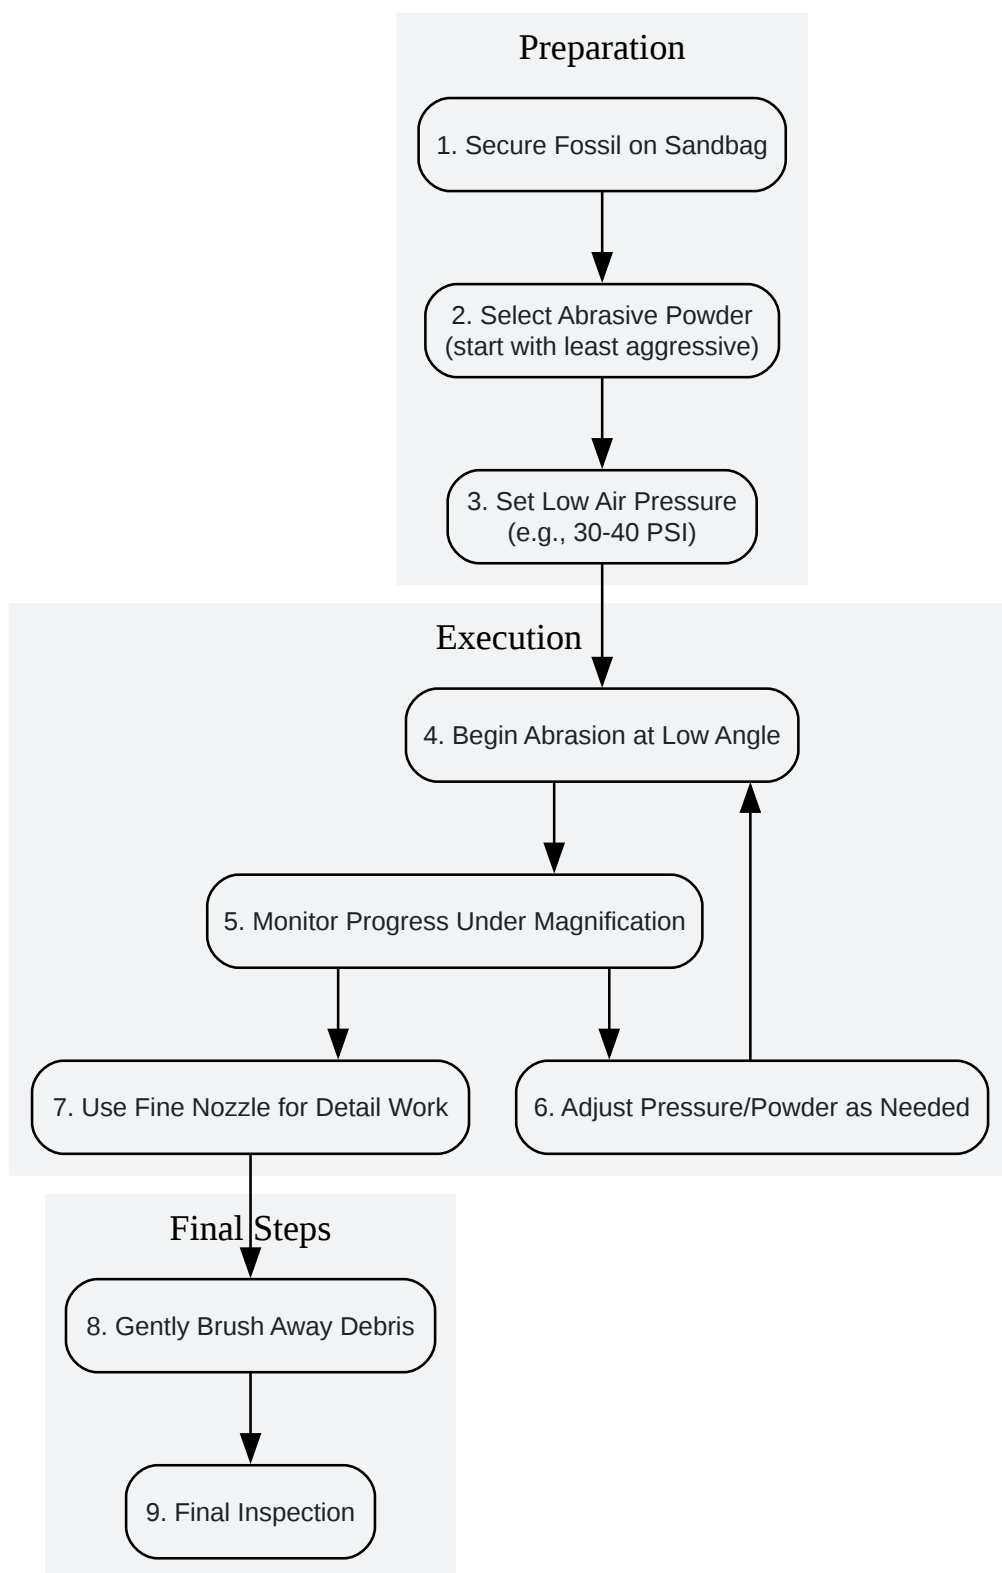 Preparation
1. Secure Fossil on Sandbag
2. Select Abrasive Powder
(start with least aggressive)
3. Set Low Air Pressure
(e.g., 30-40 PSI)
Execution
4. Begin Abrasion at Low Angle
5. Monitor Progress Under Magnification
7. Use Fine Nozzle for Detail Work
6. Adjust Pressure/Powder as Needed
Final Steps
8. Gently Brush Away Debris
9. Final Inspection